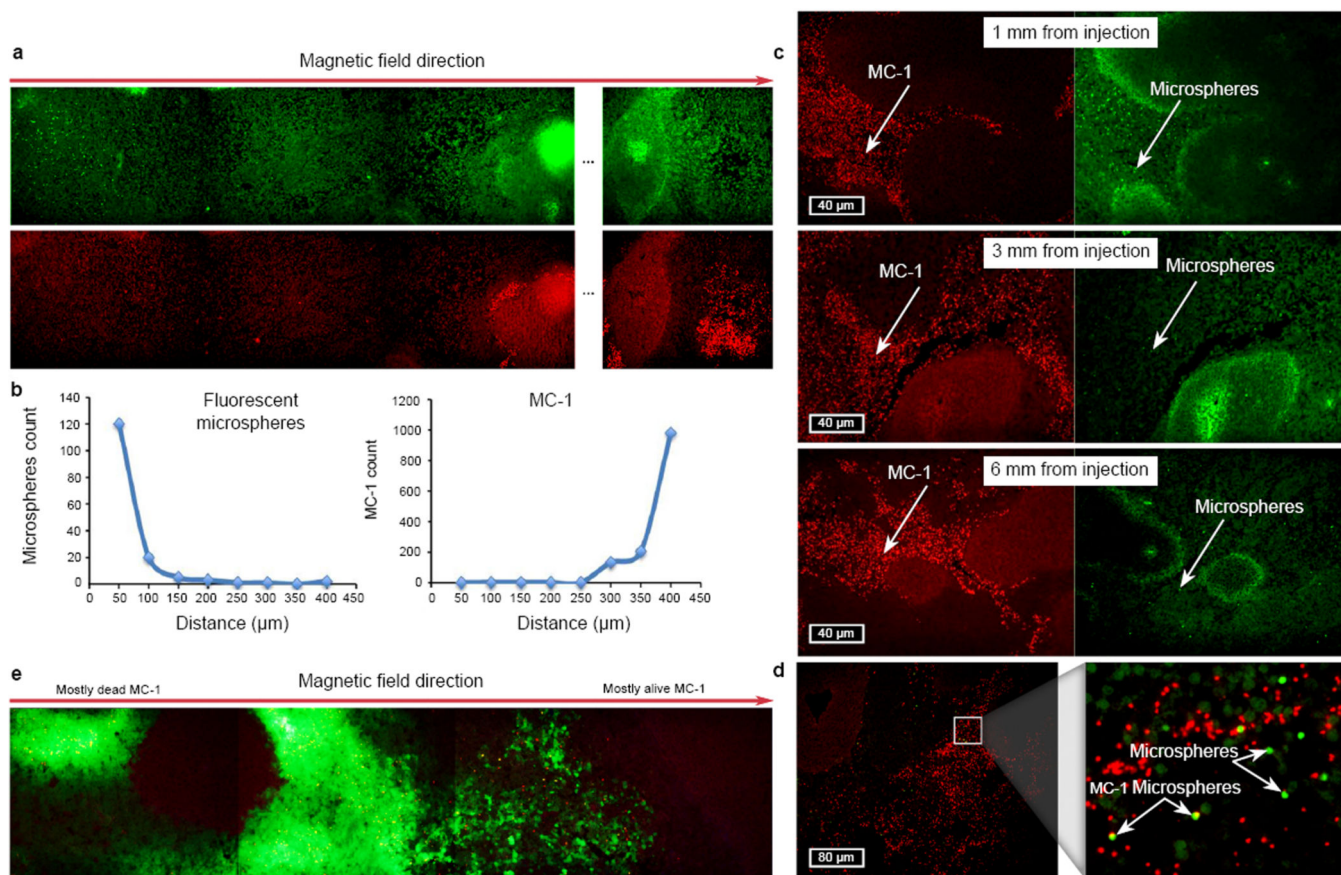 a
Magnetic field direction
...
...
b
Fluorescent
microspheres
Microspheres count
140
120
100
80
60
40
20
0
0 50 100 150 200 250 300 350 400 450
Distance (µm)
MC-1
MC-1 count
1200
1000
800
600
400
200
0
0 50 100 150 200 250 300 350 400 450
Distance (µm)
c
1 mm from injection
MC-1
Microspheres
40 µm
3 mm from injection
MC-1
Microspheres
40 µm
6 mm from injection
MC-1
Microspheres
40 µm
d
80 µm
Microspheres
MC-1 Microspheres
e
Mostly dead MC-1
Magnetic field direction
Mostly alive MC-1